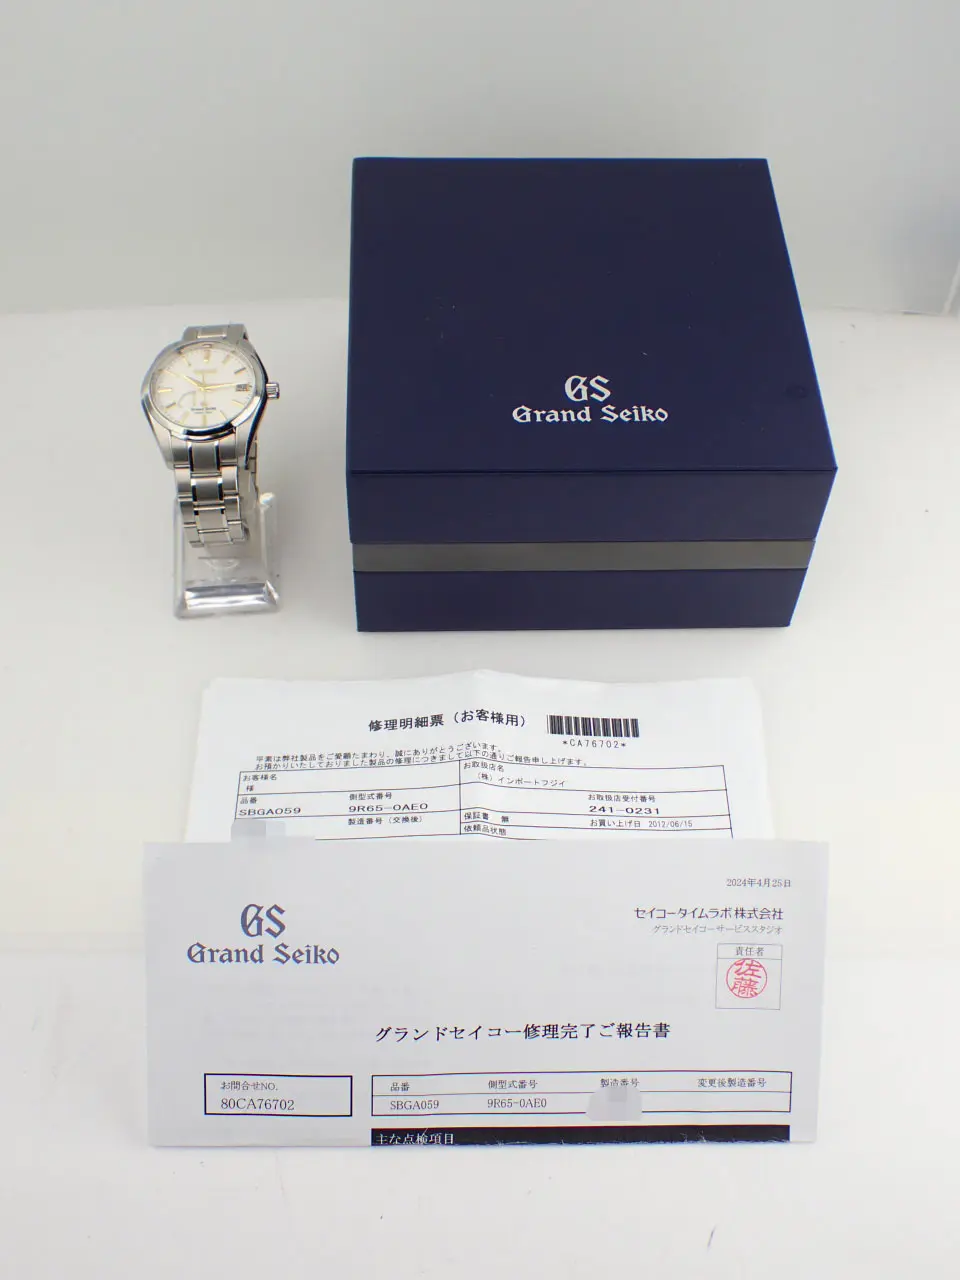 GS
Grand Seiko
修理明細票（お客様用）
*CA76702*
平素は弊社製品をご愛顧たまわり、誠にありがとうございます。
お預かりいたしておりました製品の修理につきまして以下の通りご報告申し上げます。
お客様名
様
お取扱店名
（株）インポートフジイ
品番
側型式番号
お取扱店受付番号
SBGA059
9R65-0AE0
241-0231
製造番号（交換後）
保証書 無
お買い上げ日 2012/06/15
依頼品状態
2024年4月25日
GS
Grand Seiko
セイコータイムラボ株式会社
グランドセイコーサービススタジオ
責任者
佐藤
グランドセイコー修理完了ご報告書
お問合せNO.
80CA76702
品番 側型式番号 製造番号 変更後製造番号
SBGA059 9R65-0AE0
主な点検項目